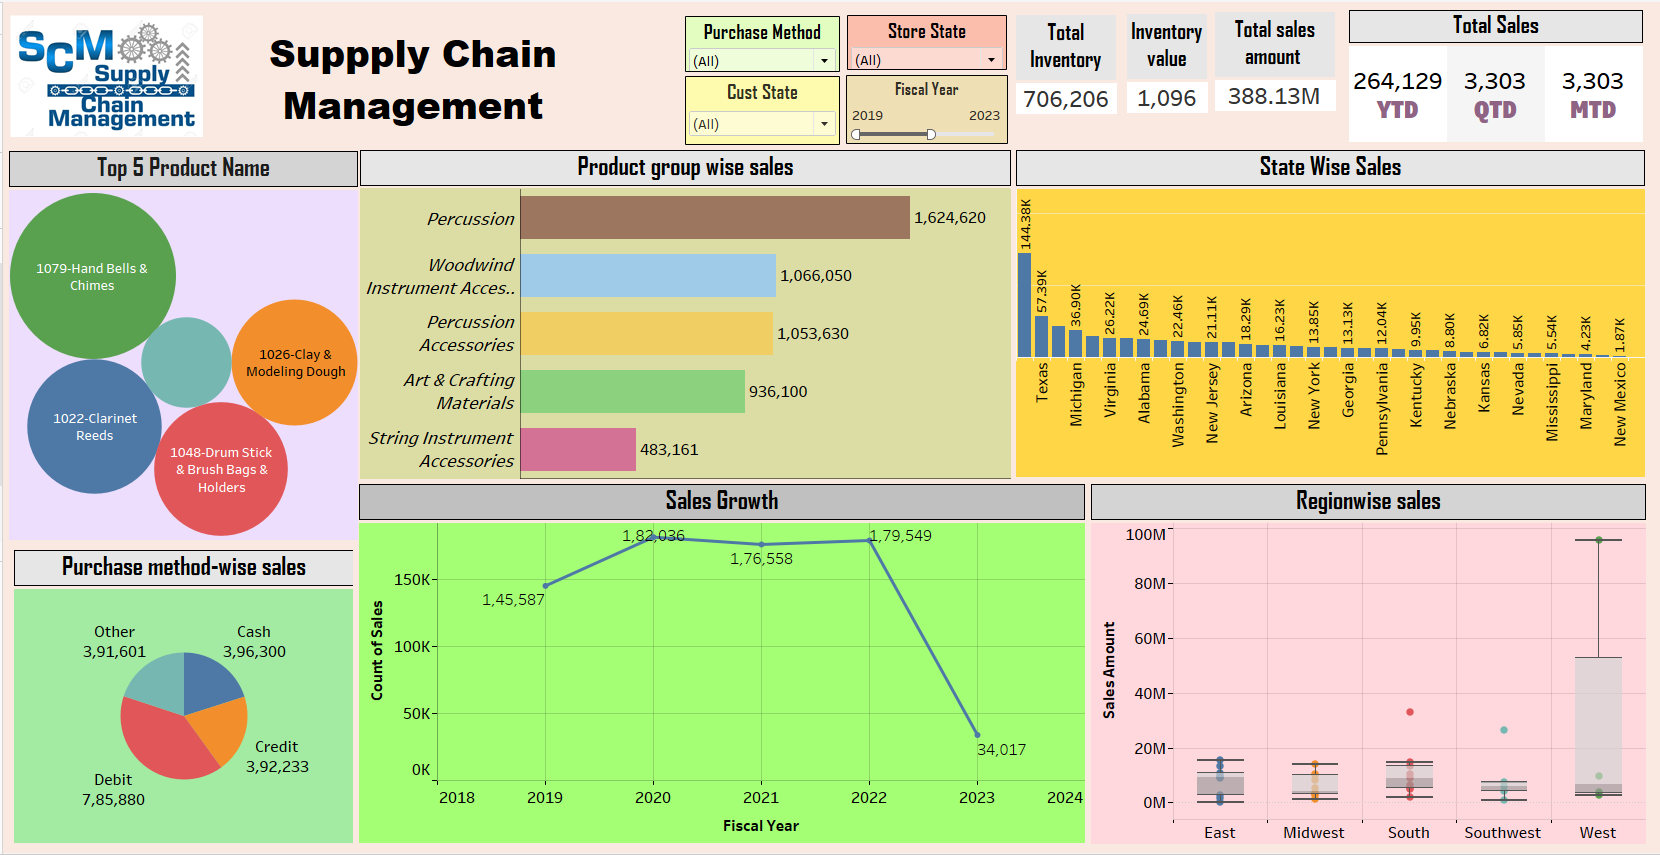 SCM
Supply
Chain
Management
Suppply Chain
Management
Purchase Method
(All)
Store State
(All)
Cust State
(All)
Fiscal Year
2019 2023
Total
Inventory
706,206
Inventory
value
1,096
Total sales
amount
388.13M
Total Sales
264,129 3,303 3,303
YTD QTD MTD
Top 5 Product Name
1079-Hand Bells &
Chimes
1026-Clay &
Modeling Dough
1022-Clarinet
Reeds
1048-Drum Stick
& Brush Bags &
Holders
Product group wise sales
Percussion 1,624,620
Woodwind
Instrument Acces.. 1,066,050
Percussion
Accessories 1,053,630
Art & Crafting
Materials 936,100
String Instrument
Accessories 483,161
State Wise Sales
144.38K
57.39K
36.90K
26.22K
24.69K
22.46K
21.11K
18.29K
16.23K
13.85K
13.13K
12.04K
9.95K
8.80K
6.82K
5.85K
5.54K
4.23K
1.87K
Texas
Michigan
Virginia
Alabama
Washington
New Jersey
Arizona
Louisiana
New York
Georgia
Pennsylvania
Kentucky
Nebraska
Kansas
Nevada
Mississippi
Maryland
New Mexico
Purchase method-wise sales
Other
3,91,601
Cash
3,96,300
Credit
3,92,233
Debit
7,85,880
Sales Growth
Count of Sales
150K
100K
50K
0K
1,45,587
1,82,036
1,76,558
1,79,549
34,017
2018 2019 2020 2021 2022 2023 2024
Fiscal Year
Regionwise sales
Sales Amount
100M
80M
60M
40M
20M
0M
East Midwest South Southwest West